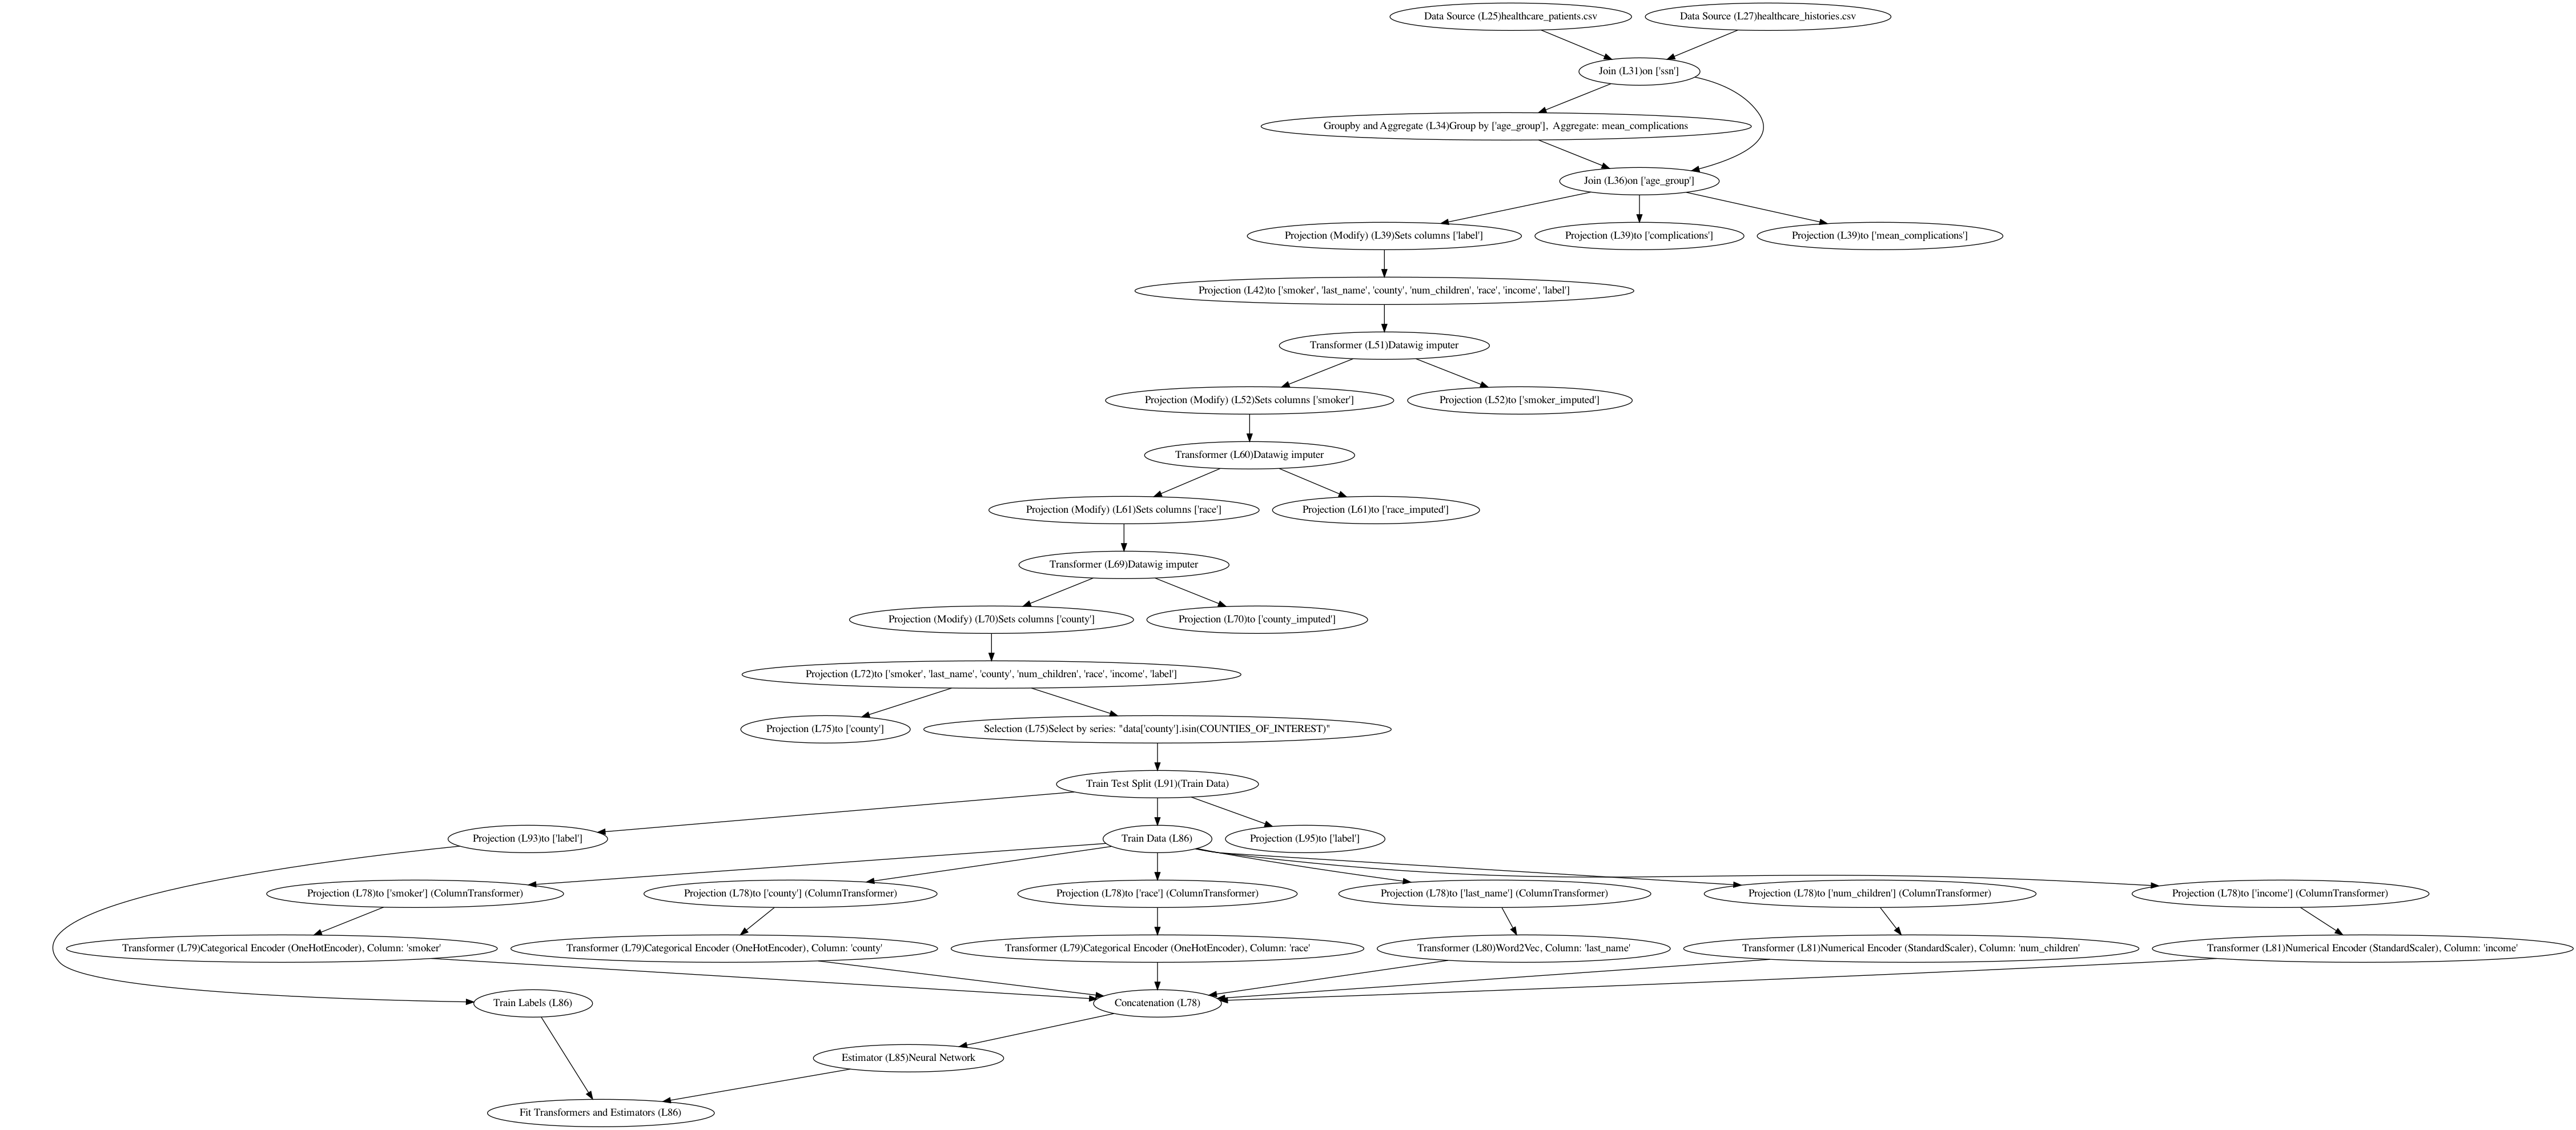 Data Source (L25)healthcare_patients.csv
Data Source (L27)healthcare_histories.csv
Join (L31)on ['ssn']
Groupby and Aggregate (L34)Group by ['age_group'],  Aggregate: mean_complications
Join (L36)on ['age_group']
Projection (Modify) (L39)Sets columns ['label']
Projection (L39)to ['complications']
Projection (L39)to ['mean_complications']
Projection (L42)to ['smoker', 'last_name', 'county', 'num_children', 'race', 'income', 'label']
Transformer (L51)Datawig imputer
Projection (Modify) (L52)Sets columns ['smoker']
Projection (L52)to ['smoker_imputed']
Transformer (L60)Datawig imputer
Projection (Modify) (L61)Sets columns ['race']
Projection (L61)to ['race_imputed']
Transformer (L69)Datawig imputer
Projection (Modify) (L70)Sets columns ['county']
Projection (L70)to ['county_imputed']
Projection (L72)to ['smoker', 'last_name', 'county', 'num_children', 'race', 'income', 'label']
Projection (L75)to ['county']
Selection (L75)Select by series: "data['county'].isin(COUNTIES_OF_INTEREST)"
Train Test Split (L91)(Train Data)
Projection (L93)to ['label']
Train Data (L86)
Projection (L95)to ['label']
Projection (L78)to ['smoker'] (ColumnTransformer)
Projection (L78)to ['county'] (ColumnTransformer)
Projection (L78)to ['race'] (ColumnTransformer)
Projection (L78)to ['last_name'] (ColumnTransformer)
Projection (L78)to ['num_children'] (ColumnTransformer)
Projection (L78)to ['income'] (ColumnTransformer)
Transformer (L79)Categorical Encoder (OneHotEncoder), Column: 'smoker'
Transformer (L79)Categorical Encoder (OneHotEncoder), Column: 'county'
Transformer (L79)Categorical Encoder (OneHotEncoder), Column: 'race'
Transformer (L80)Word2Vec, Column: 'last_name'
Transformer (L81)Numerical Encoder (StandardScaler), Column: 'num_children'
Transformer (L81)Numerical Encoder (StandardScaler), Column: 'income'
Train Labels (L86)
Concatenation (L78)
Estimator (L85)Neural Network
Fit Transformers and Estimators (L86)